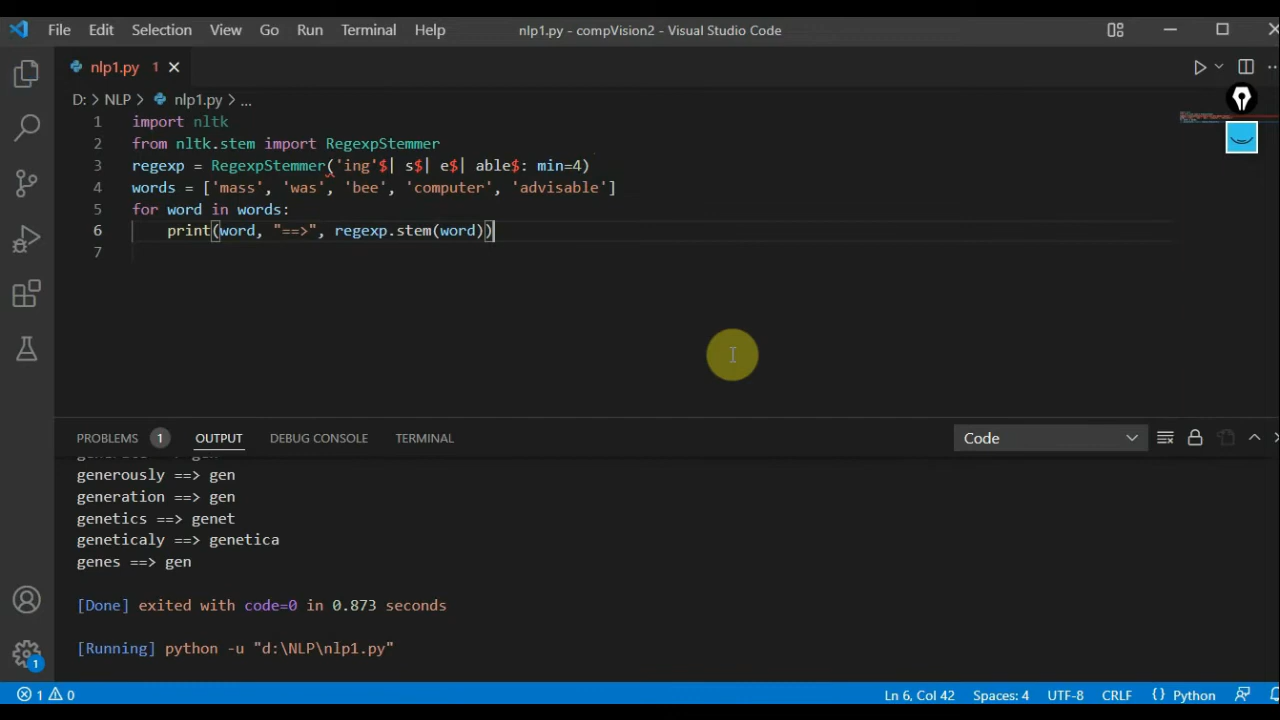 File Edit Selection View Go Run Terminal Help nlp1.py - compVision2 - Visual Studio Code
nlp1.py 1
D: > NLP > nlp1.py > ...
1 import nltk
2 from nltk.stem import RegexpStemmer
3 regexp = RegexpStemmer('ing'$| s$| e$| able$: min=4)
4 words = ['mass', 'was', 'bee', 'computer', 'advisable']
5 for word in words:
6 print(word, "==>", regexp.stem(word))
7
PROBLEMS 1 OUTPUT DEBUG CONSOLE TERMINAL Code
generously ==> gen
generation ==> gen
genetics ==> genet
geneticaly ==> genetica
genes ==> gen
[Done] exited with code=0 in 0.873 seconds
[Running] python -u "d:\NLP\nlp1.py"
1
1 0 Ln 6, Col 42 Spaces: 4 UTF-8 CRLF Python